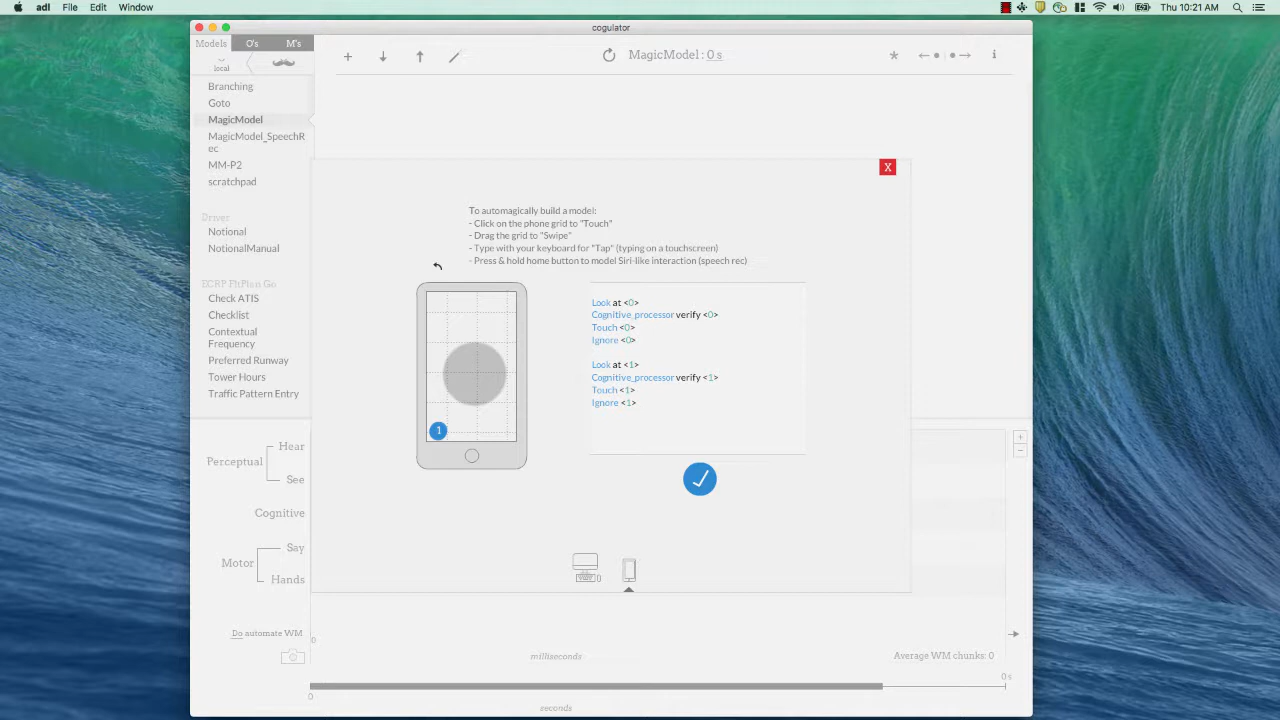 adl File Edit Window
Thu 10:21 AM
cogulator
Models O's M's
local
MagicModel : 0 s
i
Branching
Goto
MagicModel
MagicModel_SpeechR
ec
MM-P2
scratchpad
Driver
Notional
NotionalManual
ECRP FltPlan Go
Check ATIS
Checklist
Contextual
Frequency
Preferred Runway
Tower Hours
Traffic Pattern Entry
X
To automagically build a model:
- Click on the phone grid to "Touch"
- Drag the grid to "Swipe"
- Type with your keyboard for "Tap" (typing on a touchscreen)
- Press & hold home button to model Siri-like interaction (speech rec)
1
Look at <0>
Cognitive_processor verify <0>
Touch <0>
Ignore <0>
Look at <1>
Cognitive_processor verify <1>
Touch <1>
Ignore <1>
Perceptual
Hear
See
Cognitive
Motor
Say
Hands
Do automate WM
0
milliseconds
Average WM chunks: 0
0 s
0
seconds